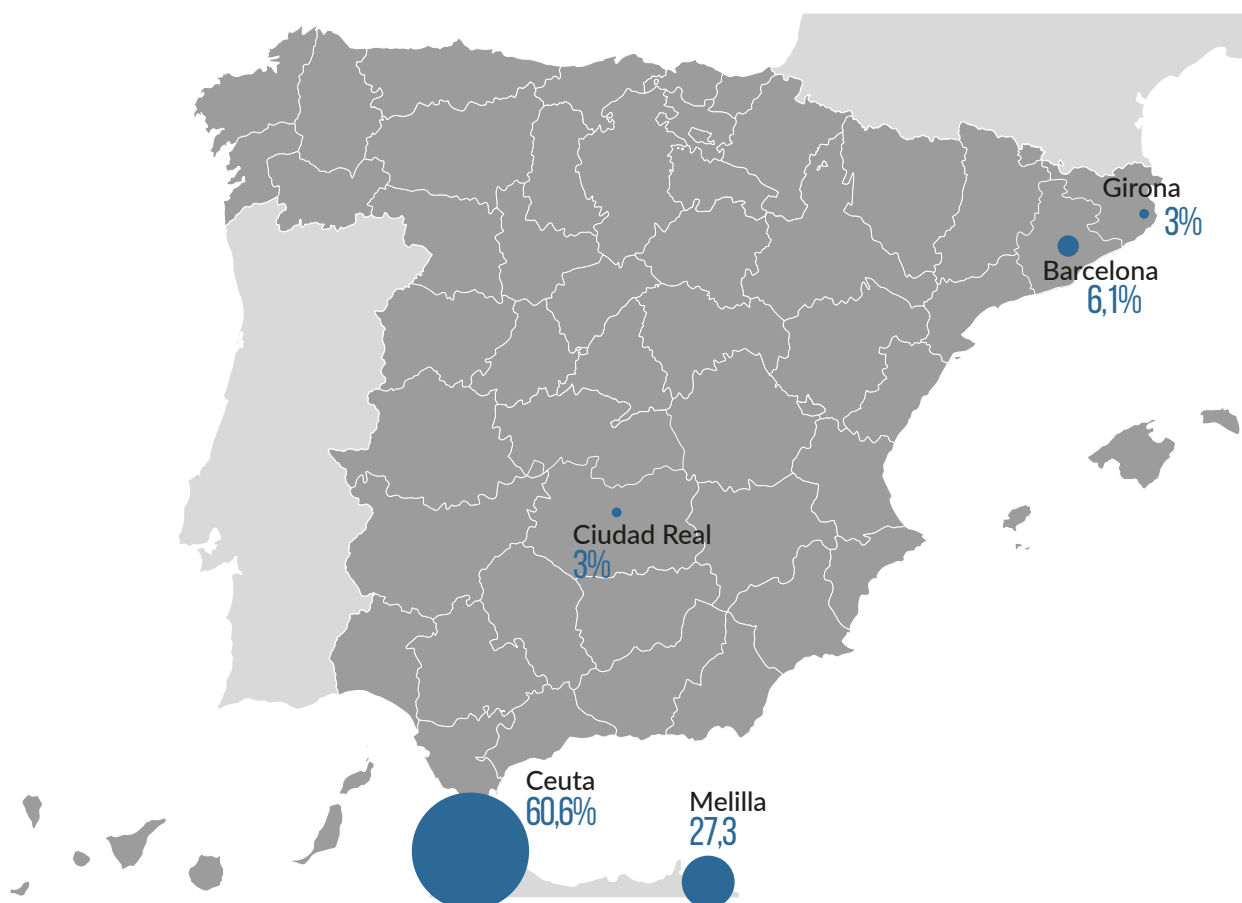 Girona
3%
Barcelona
6,1%
Ciudad Real
3%
Ceuta
60,6%
Melilla
27,3